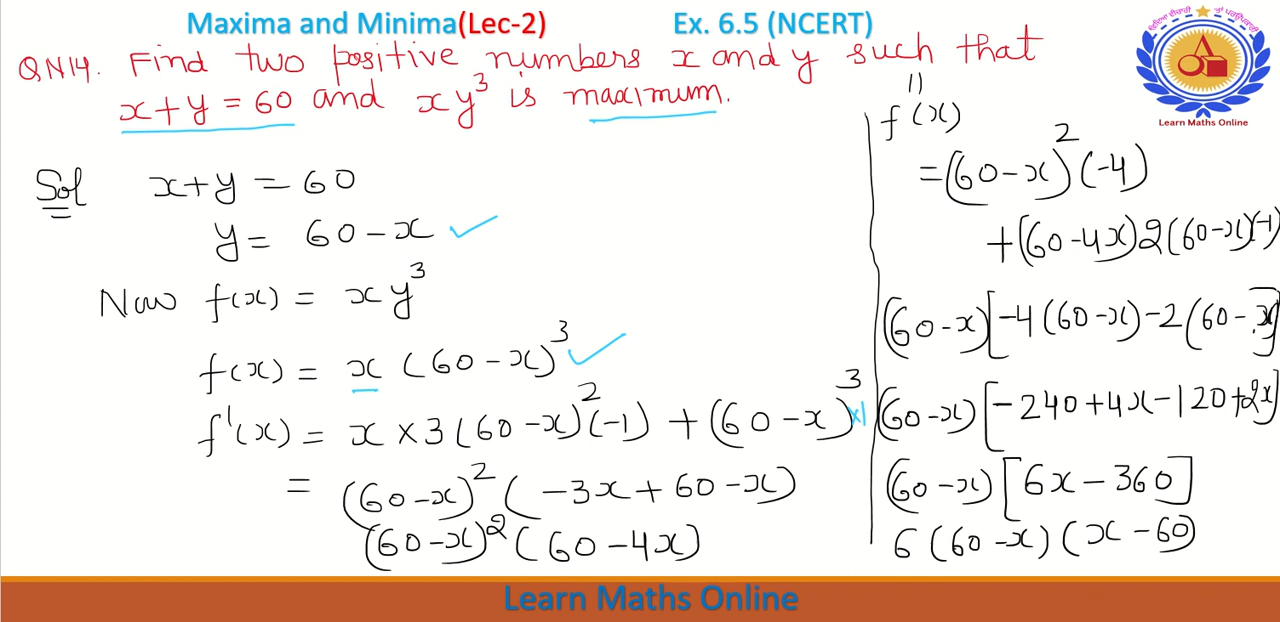 Maxima and Minima(Lec-2) Ex. 6.5 (NCERT)
QN14. Find two positive numbers x and y such that
x+y = 60 and xy³ is maximum.
Learn Maths Online
Sol x+y = 60
y = 60-x ✓
Now f(x) = xy³
f(x) = x (60-x)³ ✓
f'(x) = x×3(60-x)²(-1) + (60-x)³×1
= (60-x)² (-3x+60-x)
(60-x)² (60-4x)
f''(x)
= (60-x)² (-4)
+(60-4x)2(60-x)(-1)
(60-x)[-4(60-x)-2(60-x)]
(60-x)[-240+4x-120+2x]
(60-x)[6x-360]
6(60-x)(x-60)
Learn Maths Online